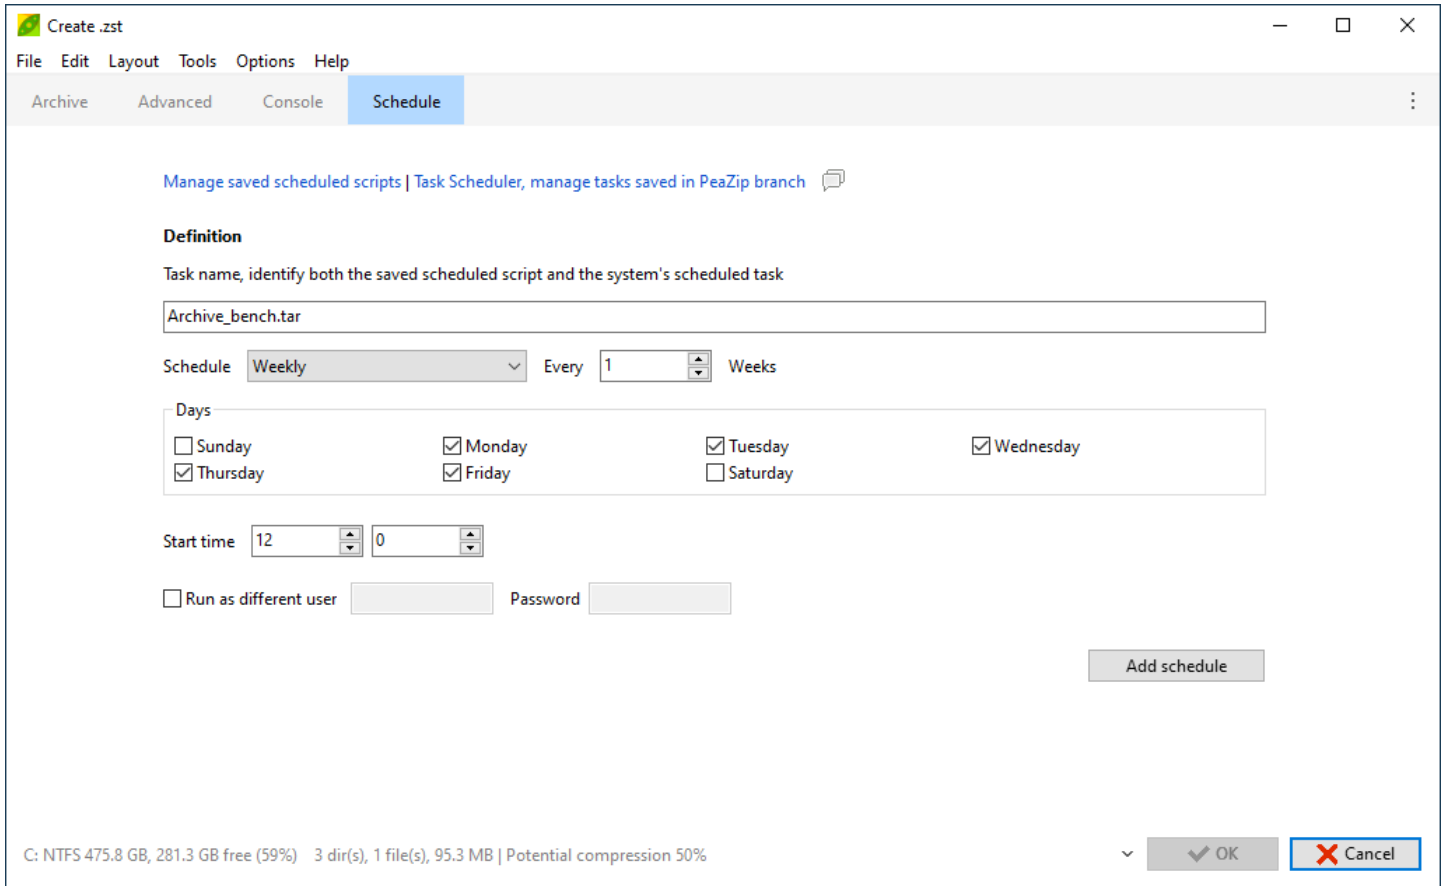 Create .zst
File Edit Layout Tools Options Help
Archive Advanced Console Schedule
Manage saved scheduled scripts | Task Scheduler, manage tasks saved in PeaZip branch
Definition
Task name, identify both the saved scheduled script and the system's scheduled task
Archive_bench.tar
Schedule Weekly Every 1 Weeks
Days
Sunday Monday Tuesday Wednesday
Thursday Friday Saturday
Start time 12 0
Run as different user Password
Add schedule
C: NTFS 475.8 GB, 281.3 GB free (59%) 3 dir(s), 1 file(s), 95.3 MB | Potential compression 50% OK Cancel